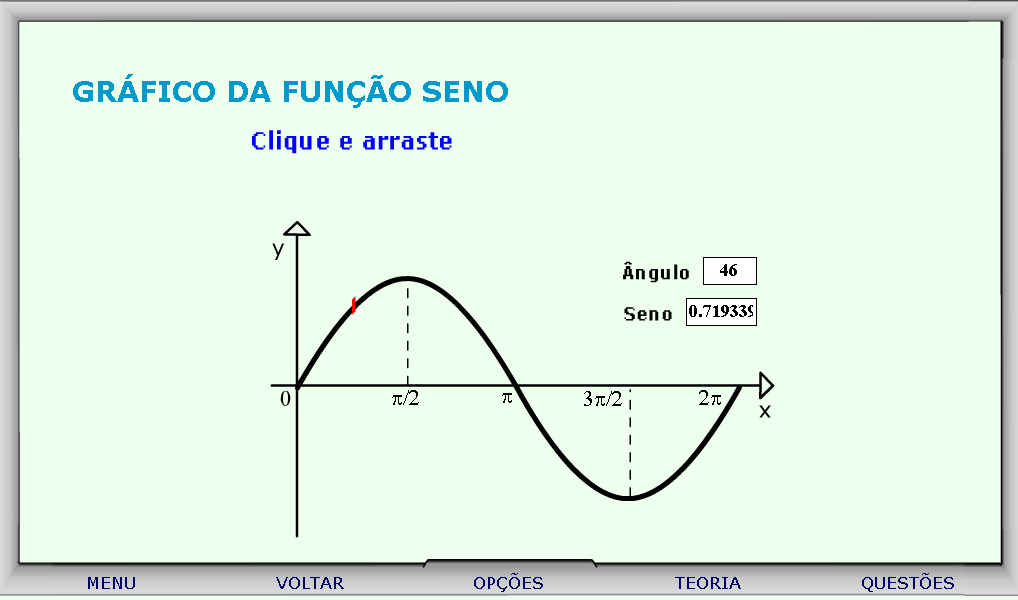 GRÁFICO DA FUNÇÃO SENO
Clique e arraste
y
Ângulo 46
Seno 0.719339
0 π/2 π 3π/2 2π
x
MENU VOLTAR OPÇÕES TEORIA QUESTÕES